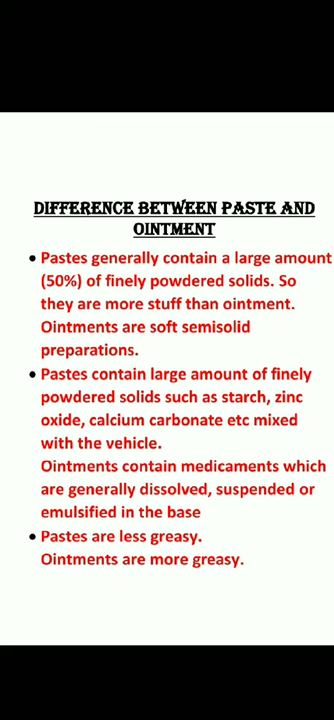 DIFFERENCE BETWEEN PASTE AND
OINTMENT
• Pastes generally contain a large amount
(50%) of finely powdered solids. So
they are more stuff than ointment.
Ointments are soft semisolid
preparations.
• Pastes contain large amount of finely
powdered solids such as starch, zinc
oxide, calcium carbonate etc mixed
with the vehicle.
Ointments contain medicaments which
are generally dissolved, suspended or
emulsified in the base
• Pastes are less greasy.
Ointments are more greasy.